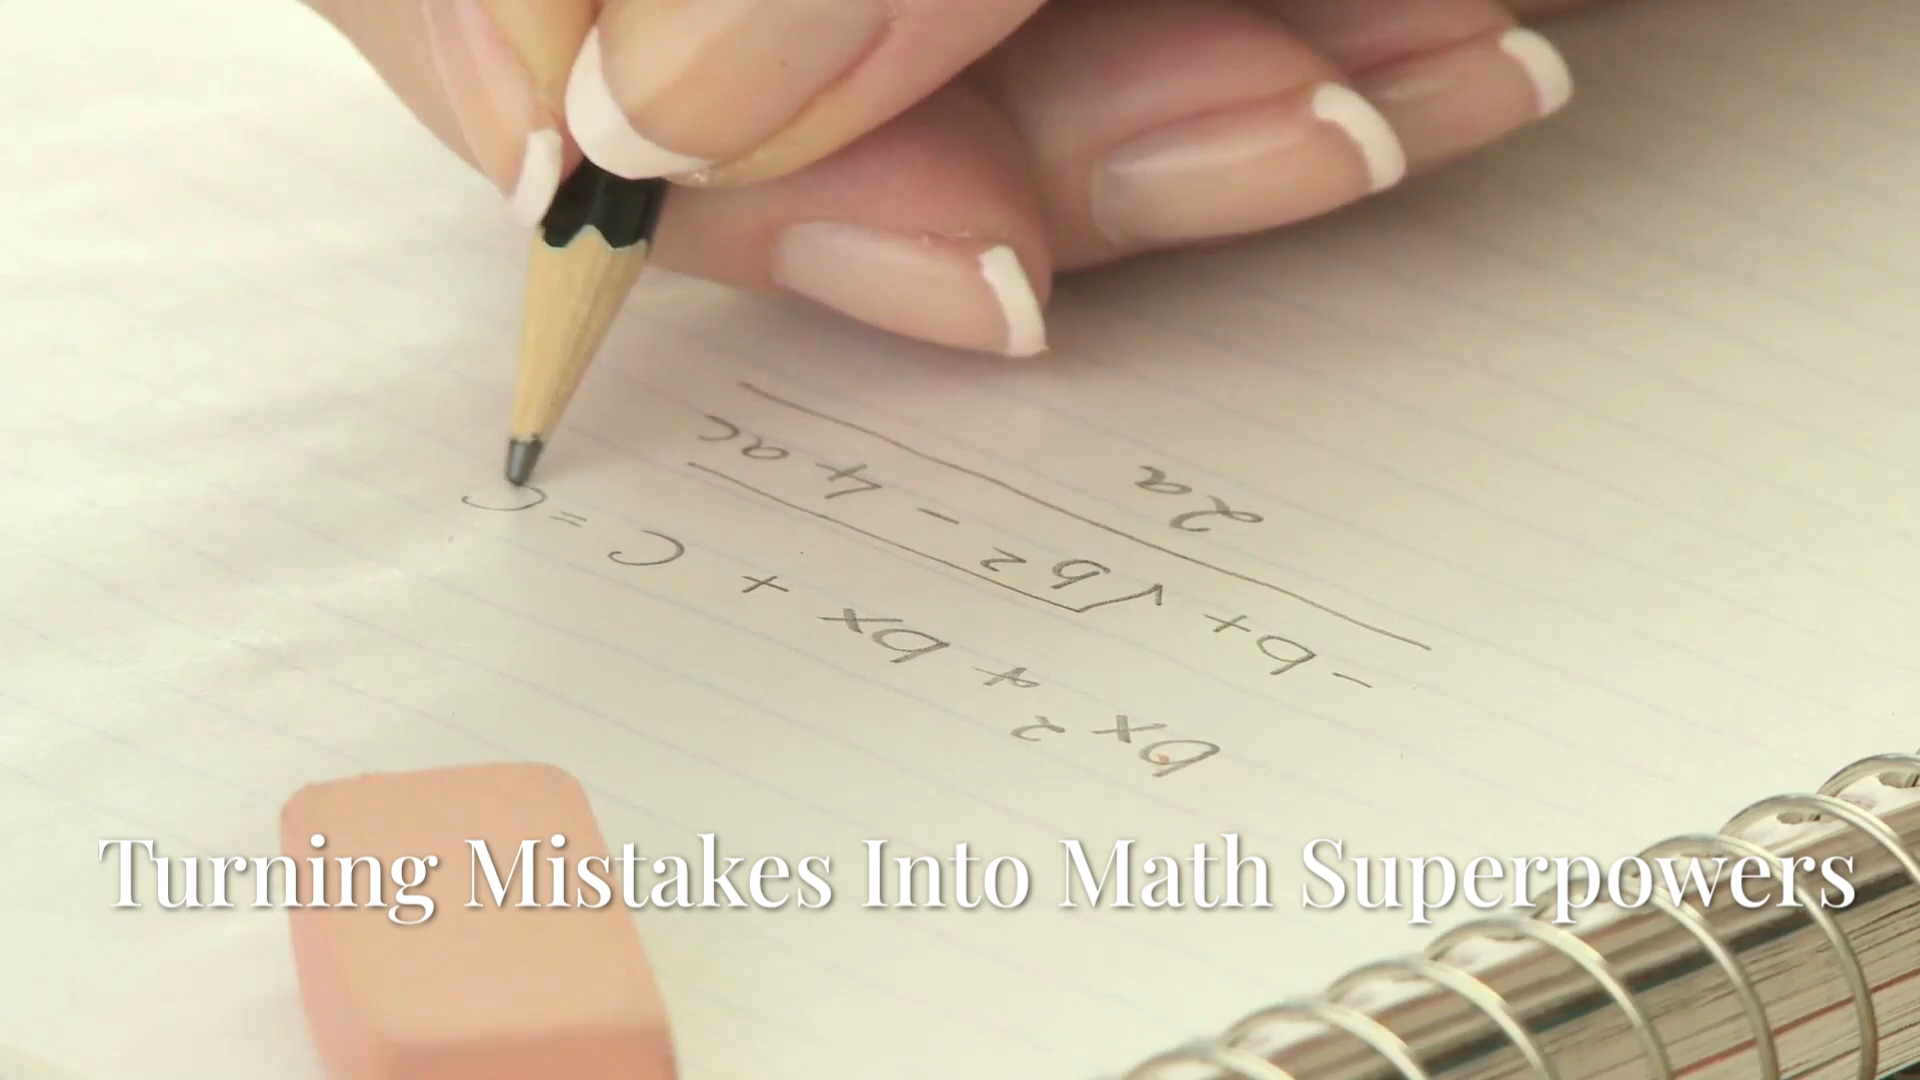 bx² + bx + C =
-b + √b² - 4ac
2a
Turning Mistakes Into Math Superpowers